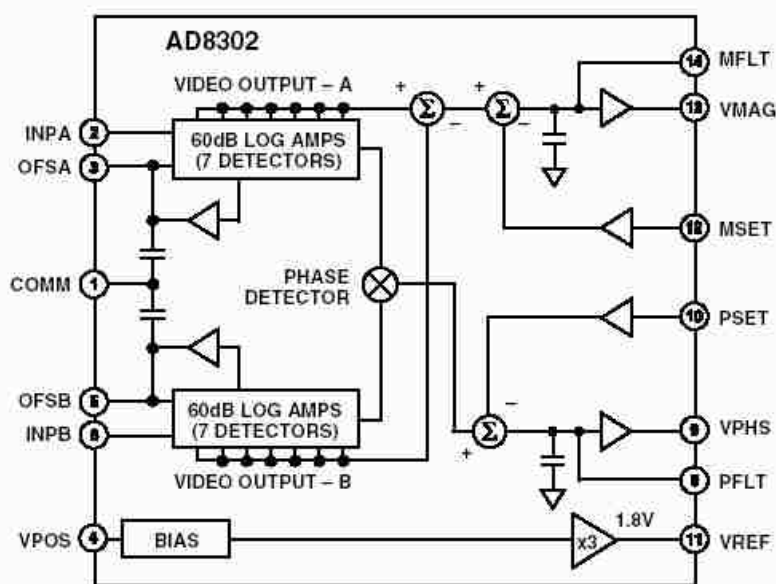 AD8302
14 MFLT
VIDEO OUTPUT – A
+ Σ –
+ Σ –
13 VMAG
INPA 2
60dB LOG AMPS
(7 DETECTORS)
OFSA 3
12 MSET
COMM 1
PHASE
DETECTOR
10 PSET
OFSB 5
60dB LOG AMPS
(7 DETECTORS)
–
Σ
+
9 VPHS
INPB 6
VIDEO OUTPUT – B
8 PFLT
1.8V
VPOS 4
BIAS
x3
11 VREF